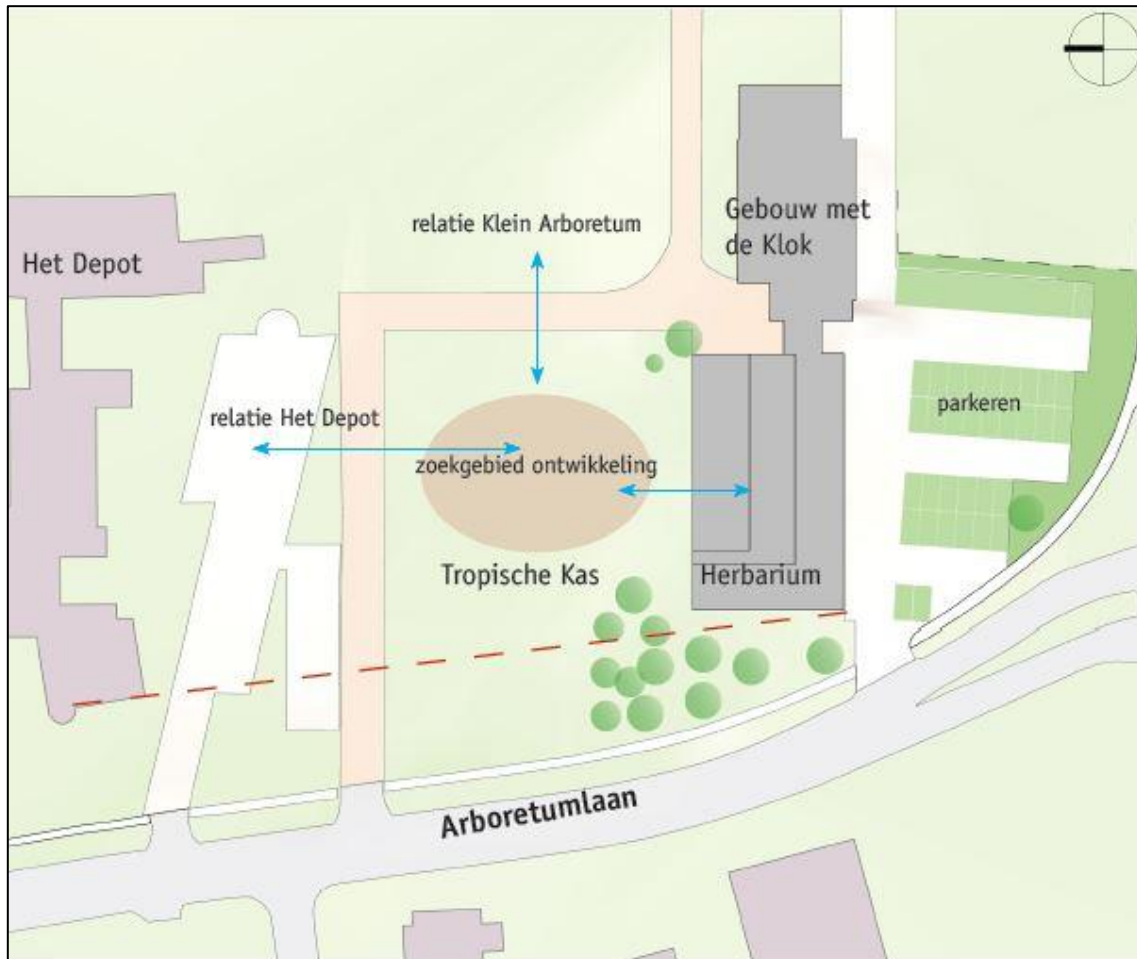 Gebouw met
de Klok
relatie Klein Arboretum
Het Depot
parkeren
relatie Het Depot
zoekgebied ontwikkeling
Tropische Kas
Herbarium
Arboretumlaan